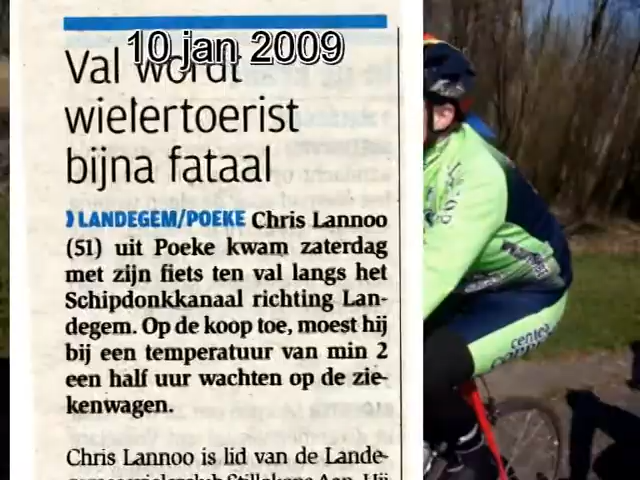 10 jan 2009
Val wordt
wielertoerist
bijna fataal
LANDEGEM/POEKE Chris Lannoo
(51) uit Poeke kwam zaterdag
met zijn fiets ten val langs het
Schipdonkkanaal richting Lan-
degem. Op de koop toe, moest hij
bij een temperatuur van min 2
een half uur wachten op de zie-
kenwagen.
Chris Lannoo is lid van de Lande-